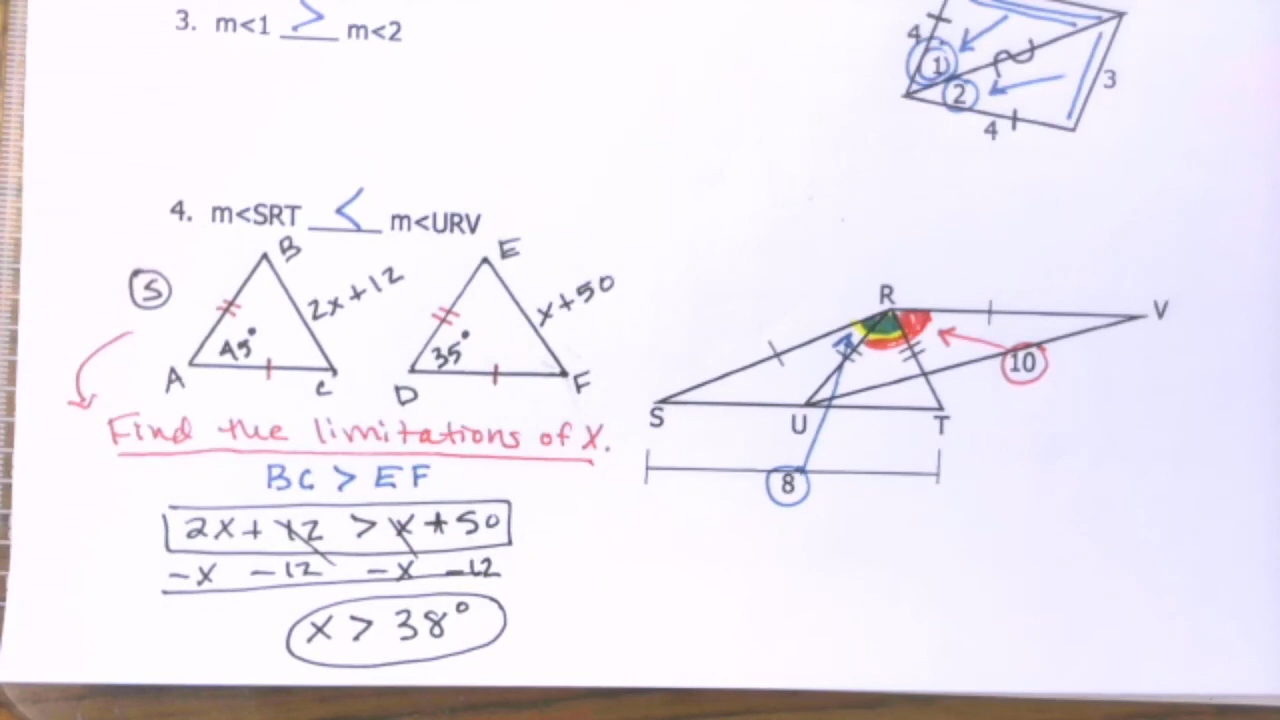 3. m<1 > m<2
4
1
2
3
4
4. m<SRT < m<URV
5
B
E
2x+12
x+50
45°
35°
A
C
D
F
R
V
10
S
U
T
8
Find the limitations of X.
BC > EF
2x+12 > x+50
-x -12 -x -12
x > 38°